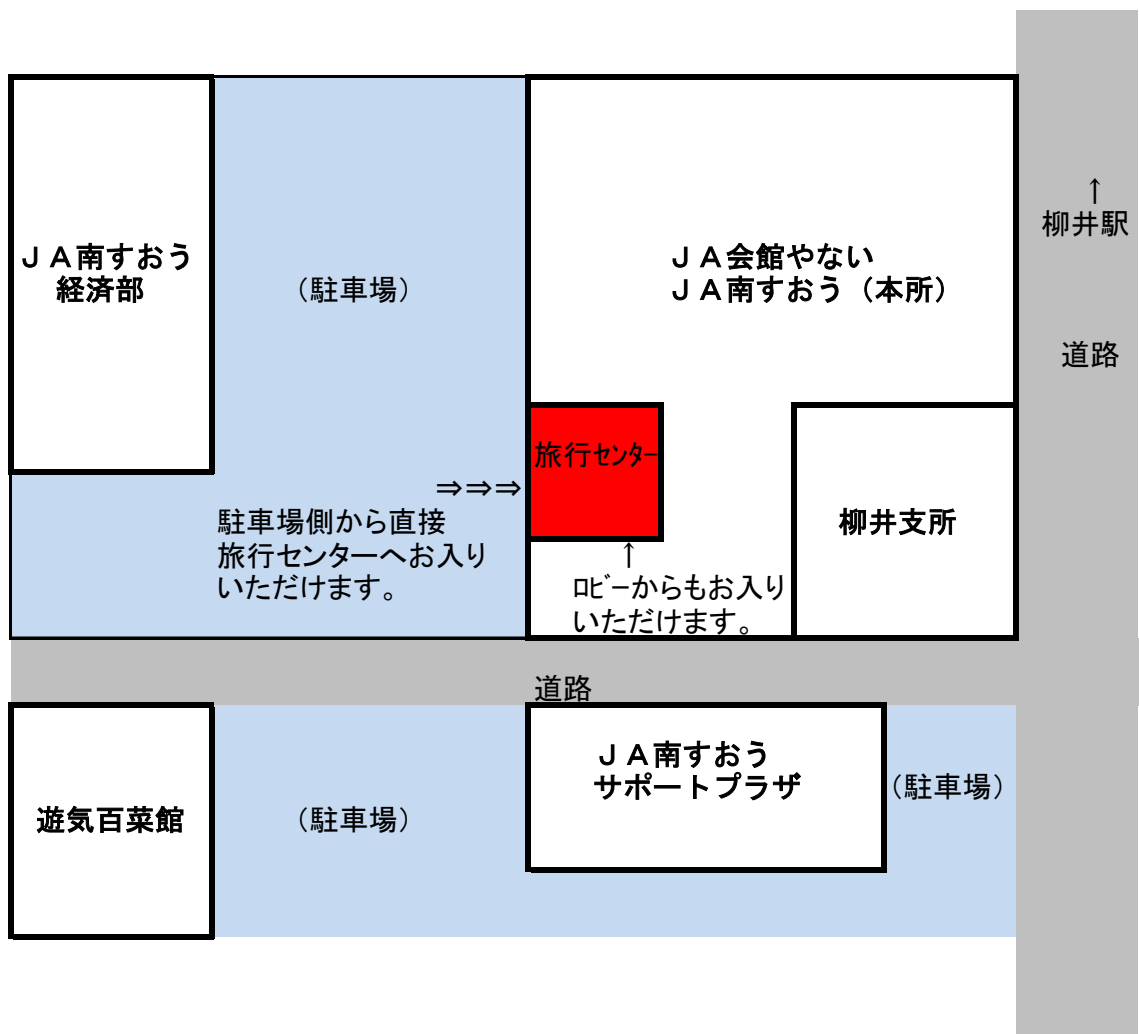 ＪＡ南すおう
経済部
（駐車場）
ＪＡ会館やない
ＪＡ南すおう（本所）
↑
柳井駅
道路
旅行ｾﾝﾀｰ
⇒⇒⇒
駐車場側から直接
旅行センターへお入り
いただけます。
柳井支所
↑
ﾛﾋﾞｰからもお入り
いただけます。
道路
遊気百菜館
（駐車場）
ＪＡ南すおう
サポートプラザ
（駐車場）